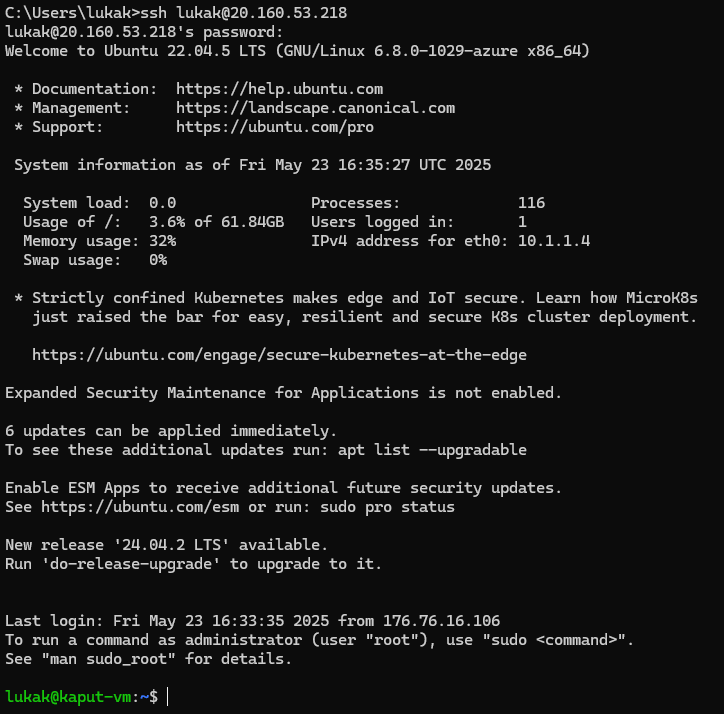 C:\Users\lukak>ssh lukak@20.160.53.218
lukak@20.160.53.218's password:
Welcome to Ubuntu 22.04.5 LTS (GNU/Linux 6.8.0-1029-azure x86_64)

 * Documentation:  https://help.ubuntu.com
 * Management:     https://landscape.canonical.com
 * Support:        https://ubuntu.com/pro

 System information as of Fri May 23 16:35:27 UTC 2025

  System load:  0.0               Processes:             116
  Usage of /:   3.6% of 61.84GB   Users logged in:       1
  Memory usage: 32%               IPv4 address for eth0: 10.1.1.4
  Swap usage:   0%

 * Strictly confined Kubernetes makes edge and IoT secure. Learn how MicroK8s
   just raised the bar for easy, resilient and secure K8s cluster deployment.

   https://ubuntu.com/engage/secure-kubernetes-at-the-edge

Expanded Security Maintenance for Applications is not enabled.

6 updates can be applied immediately.
To see these additional updates run: apt list --upgradable

Enable ESM Apps to receive additional future security updates.
See https://ubuntu.com/esm or run: sudo pro status

New release '24.04.2 LTS' available.
Run 'do-release-upgrade' to upgrade to it.


Last login: Fri May 23 16:33:35 2025 from 176.76.16.106
To run a command as administrator (user "root"), use "sudo <command>".
See "man sudo_root" for details.

lukak@kaput-vm:~$